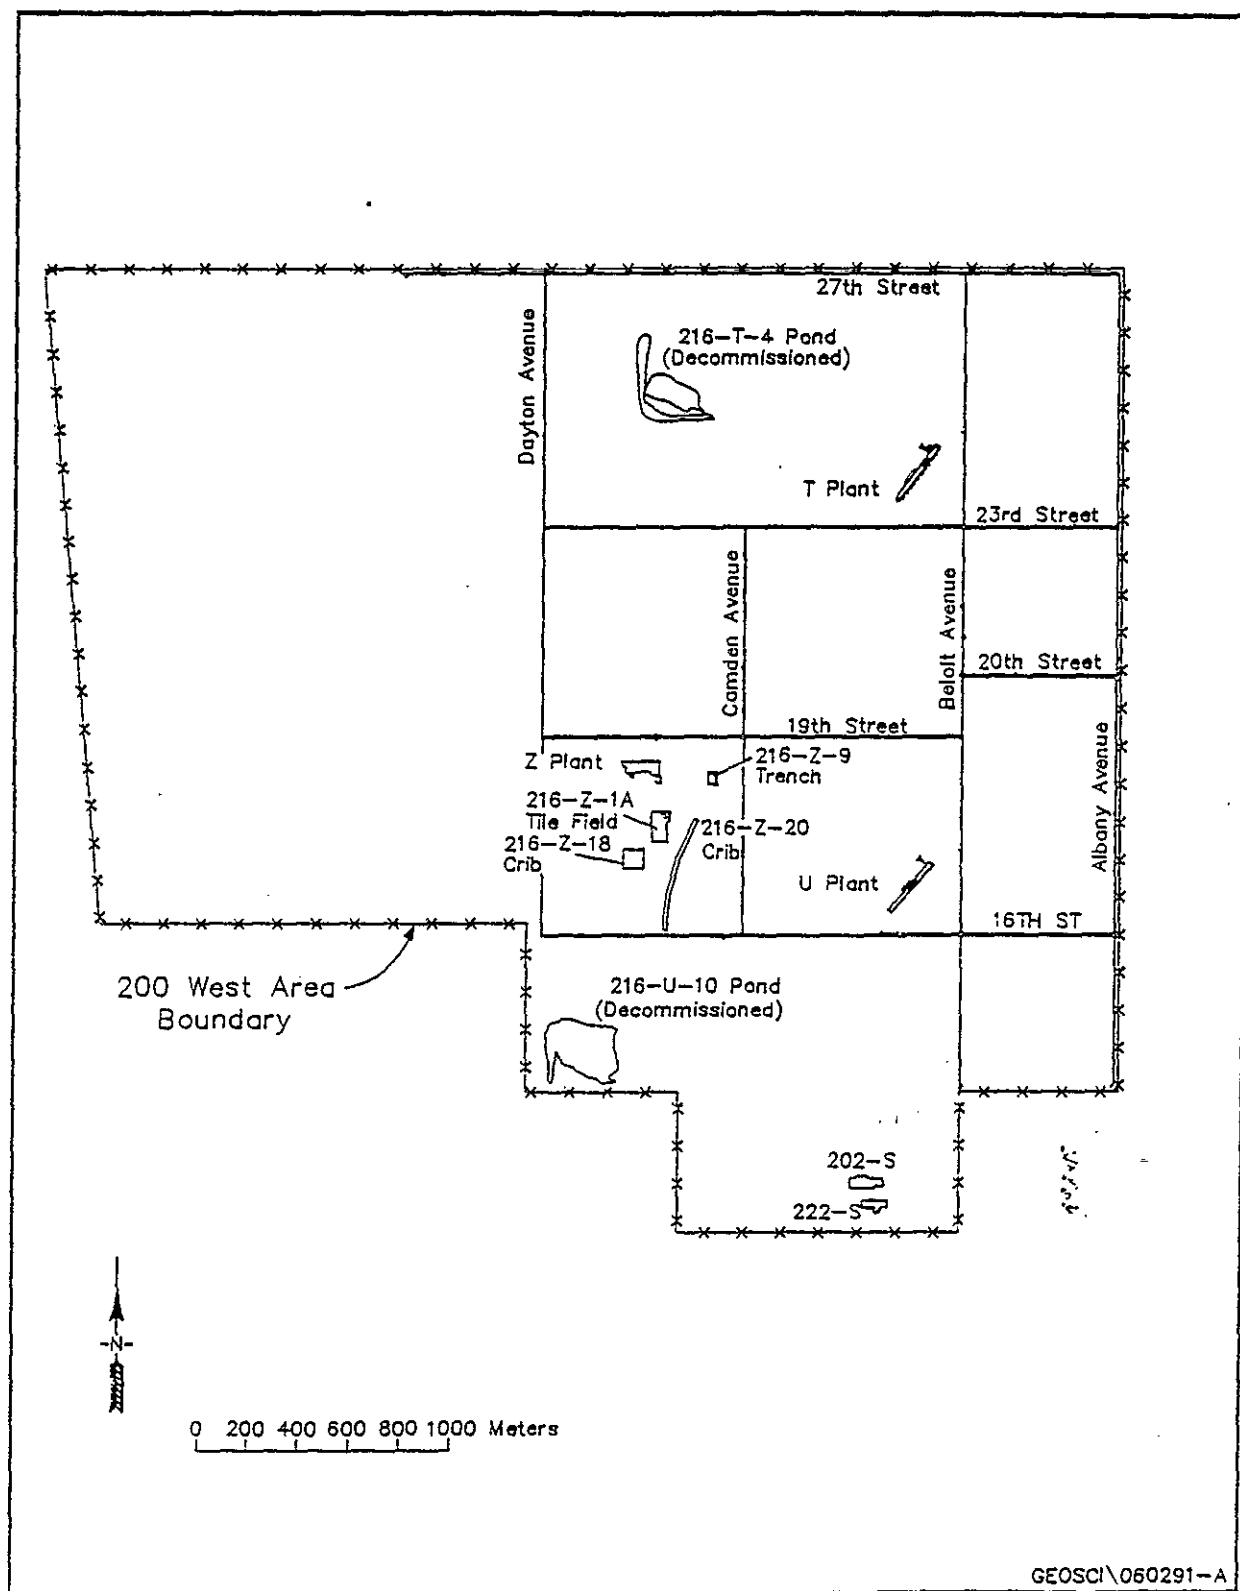 27th Street
216-T-4 Pond
(Decommissioned)
Dayton Avenue
T Plant
23rd Street
Camden Avenue
Beloit Avenue
20th Street
19th Street
Albany Avenue
Z Plant
216-Z-9
Trench
216-Z-1A
Tile Field
216-Z-18
Crib
216-Z-20
Crib
U Plant
16TH ST
200 West Area
Boundary
216-U-10 Pond
(Decommissioned)
202-S
222-S
-N-
0 200 400 600 800 1000 Meters
GEOSCI\060291-A